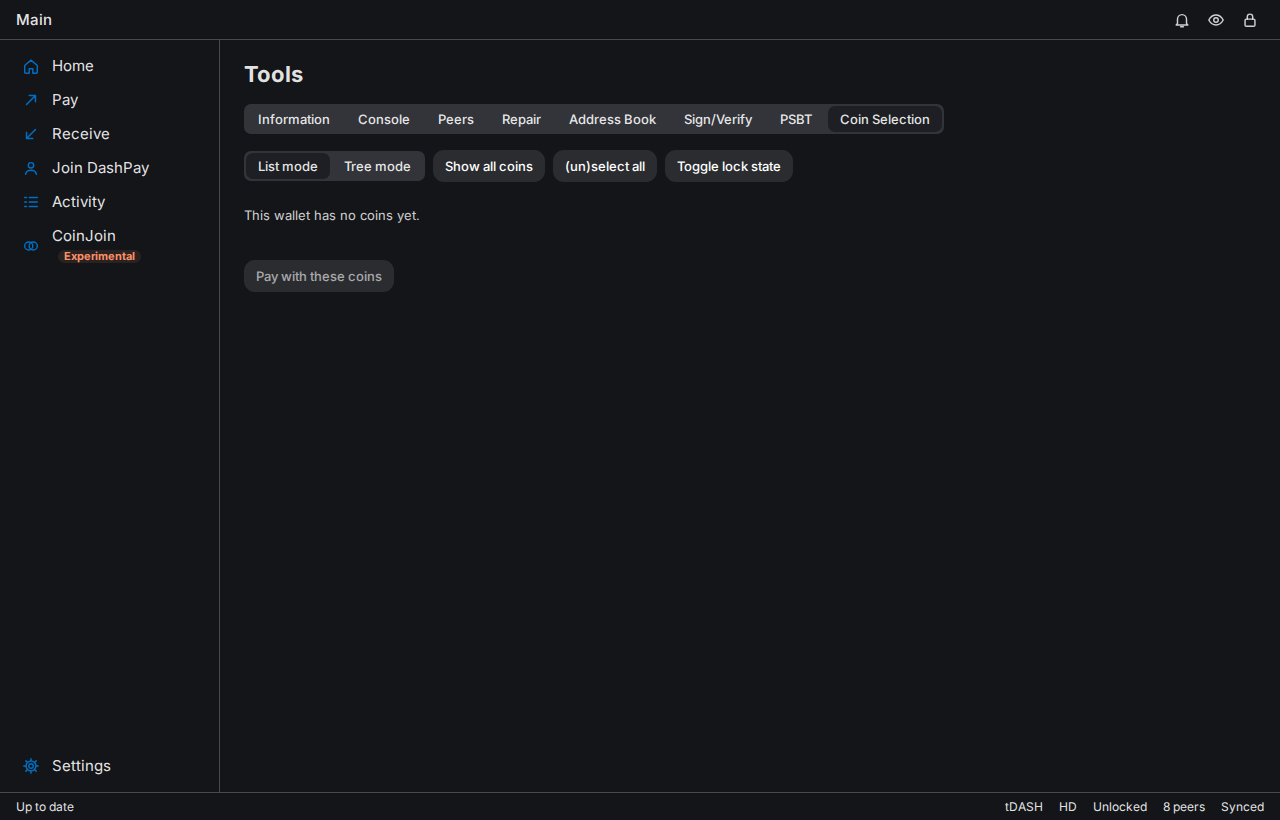 Main
Home
Pay
Receive
Join DashPay
Activity
CoinJoin
Experimental
Settings
Tools
Information Console Peers Repair Address Book Sign/Verify PSBT Coin Selection
List mode Tree mode Show all coins (un)select all Toggle lock state
This wallet has no coins yet.
Pay with these coins
Up to date tDASH HD Unlocked 8 peers Synced